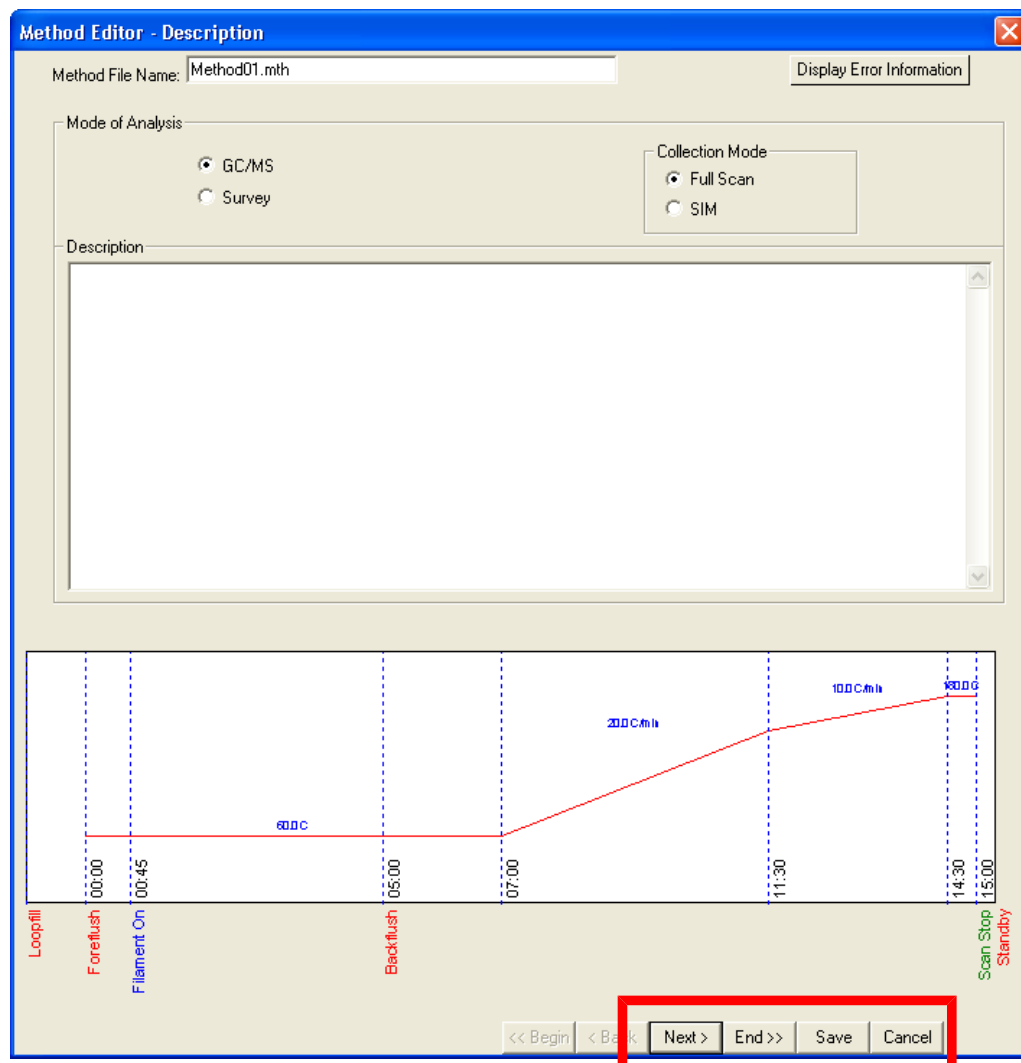 Method Editor - Description
Method File Name: Method01.mth
Display Error Information
Mode of Analysis
GC/MS
Survey
Collection Mode
Full Scan
SIM
Description
60.0 C
20.0 C/min
10.0 C/min
180.0 C
00:00
00:45
05:00
07:00
11:30
14:30
15:00
Loopfill
Foreflush
Filament On
Backflush
Scan Stop
Standby
<< Begin
< Back
Next >
End >>
Save
Cancel